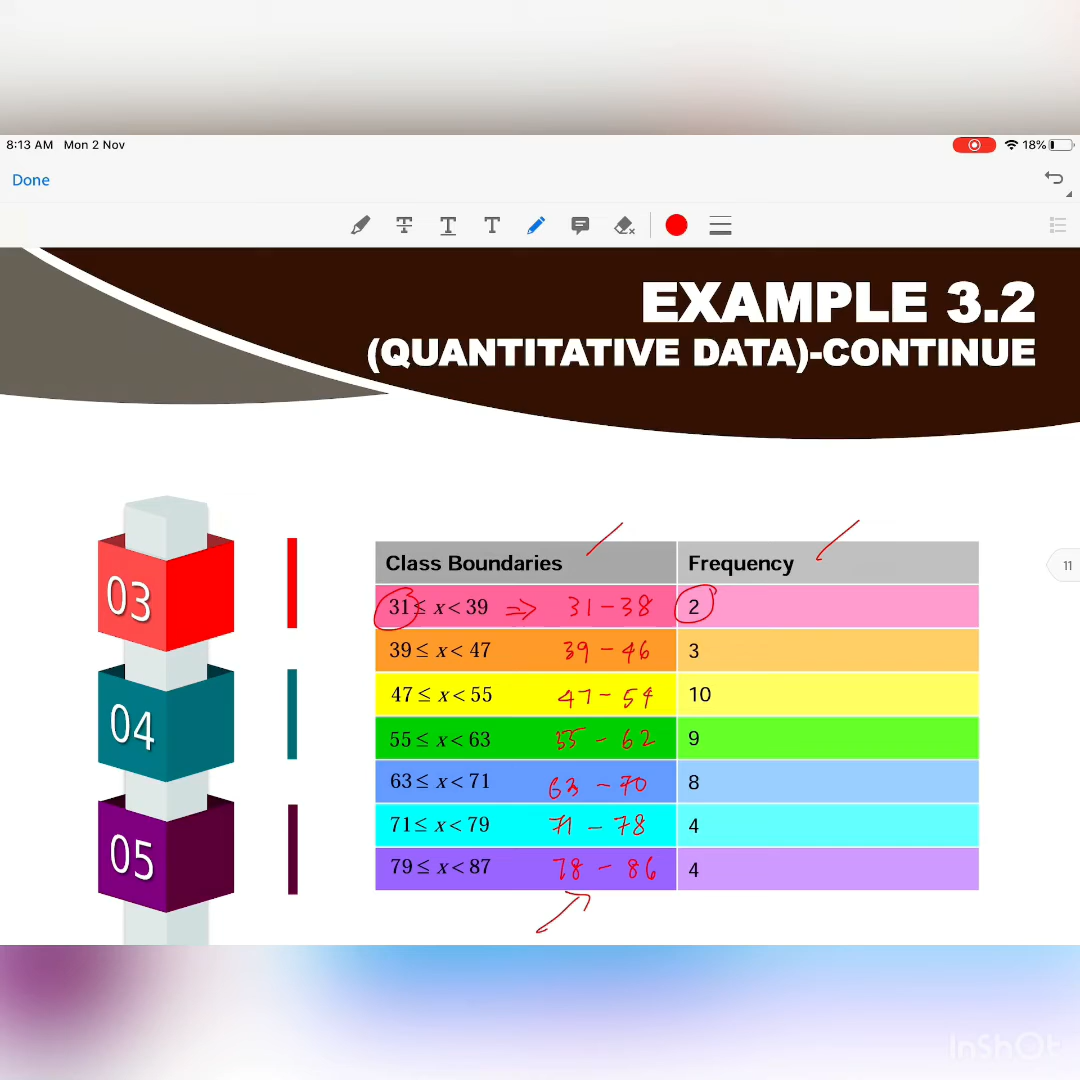 8:13 AM Mon 2 Nov
18%
Done
T T T
EXAMPLE 3.2
(QUANTITATIVE DATA)-CONTINUE
03
04
05
11
Class Boundaries Frequency
31 ≤ x < 39 ⇒ 31 - 38 2
39 ≤ x < 47 39 - 46 3
47 ≤ x < 55 47 - 54 10
55 ≤ x < 63 55 - 62 9
63 ≤ x < 71 63 - 70 8
71 ≤ x < 79 71 - 78 4
79 ≤ x < 87 78 - 86 4
InShOt